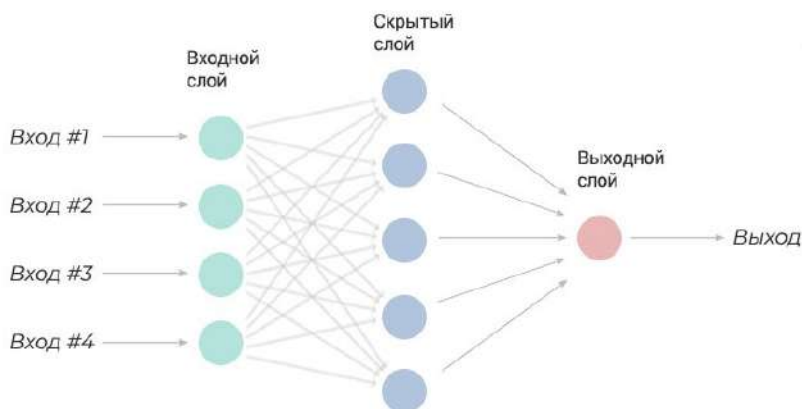 Скрытый
слой
Входной
слой
Вход #1
Выходной
слой
Вход #2
Выход
Вход #3
Вход #4